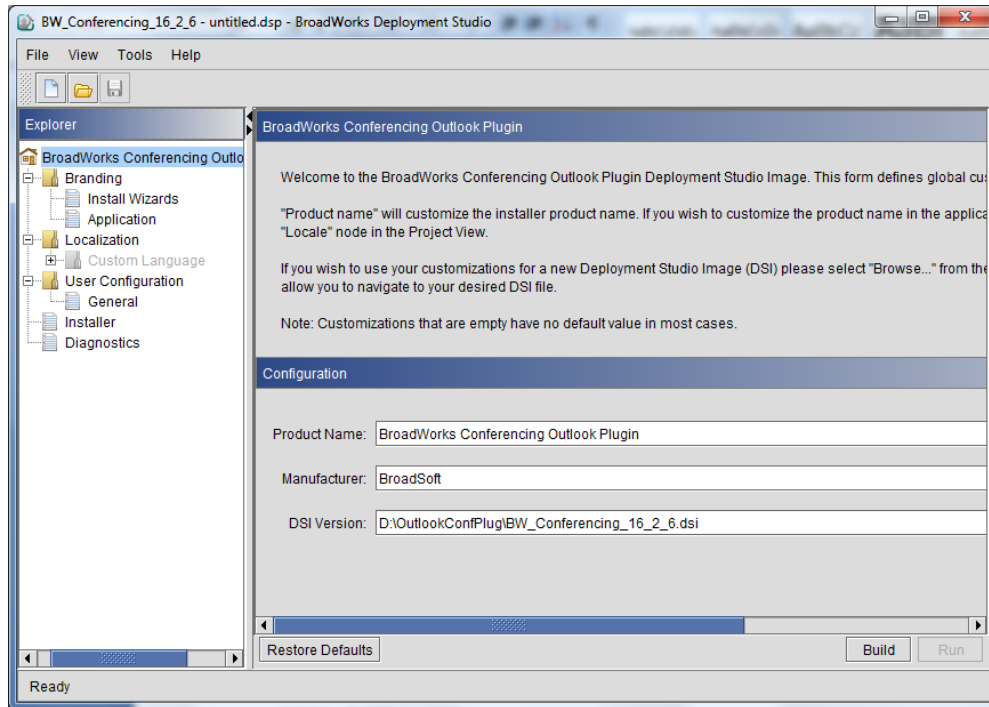 BW_Conferencing_16_2_6 - untitled.dsp - BroadWorks Deployment Studio
File View Tools Help
Explorer
BroadWorks Conferencing Outlo
Branding
Install Wizards
Application
Localization
Custom Language
User Configuration
General
Installer
Diagnostics
BroadWorks Conferencing Outlook Plugin
Welcome to the BroadWorks Conferencing Outlook Plugin Deployment Studio Image. This form defines global cu
"Product name" will customize the installer product name. If you wish to customize the product name in the applica
"Locale" node in the Project View.
If you wish to use your customizations for a new Deployment Studio Image (DSI) please select "Browse..." from the
allow you to navigate to your desired DSI file.
Note: Customizations that are empty have no default value in most cases.
Configuration
Product Name: BroadWorks Conferencing Outlook Plugin
Manufacturer: BroadSoft
DSI Version: D:\OutlookConfPlug\BW_Conferencing_16_2_6.dsi
Restore Defaults Build Run
Ready